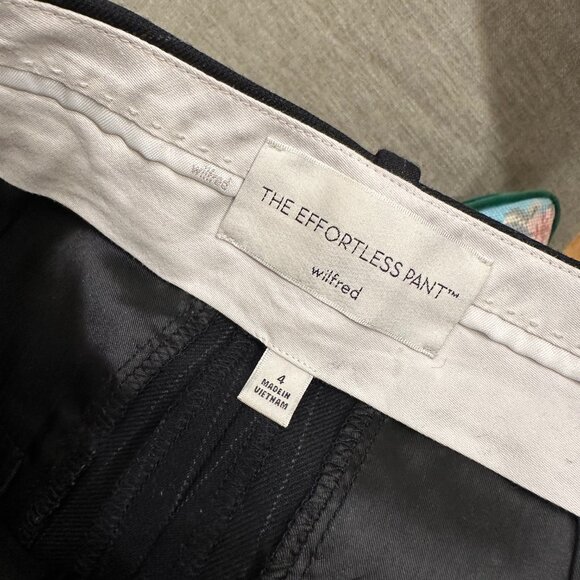 wilfred
THE EFFORTLESS PANT™
wilfred
4
MADE IN
VIETNAM